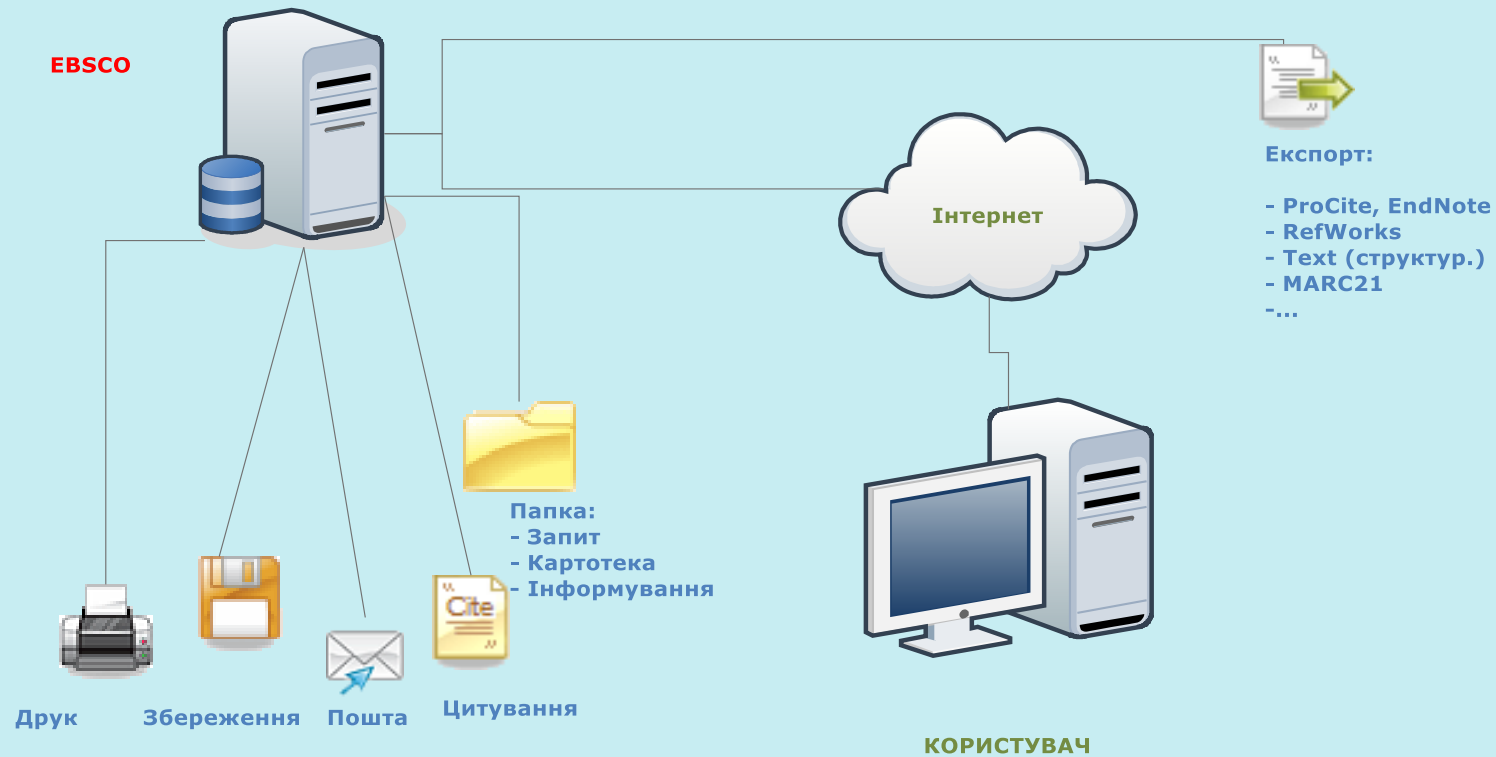 EBSCO
Інтернет
Експорт:
- ProCite, EndNote
- RefWorks
- Text (структур.)
- MARC21
-...
Папка:
- Запит
- Картотека
- Інформування
Cite
Друк
Збереження
Пошта
Цитування
КОРИСТУВАЧ